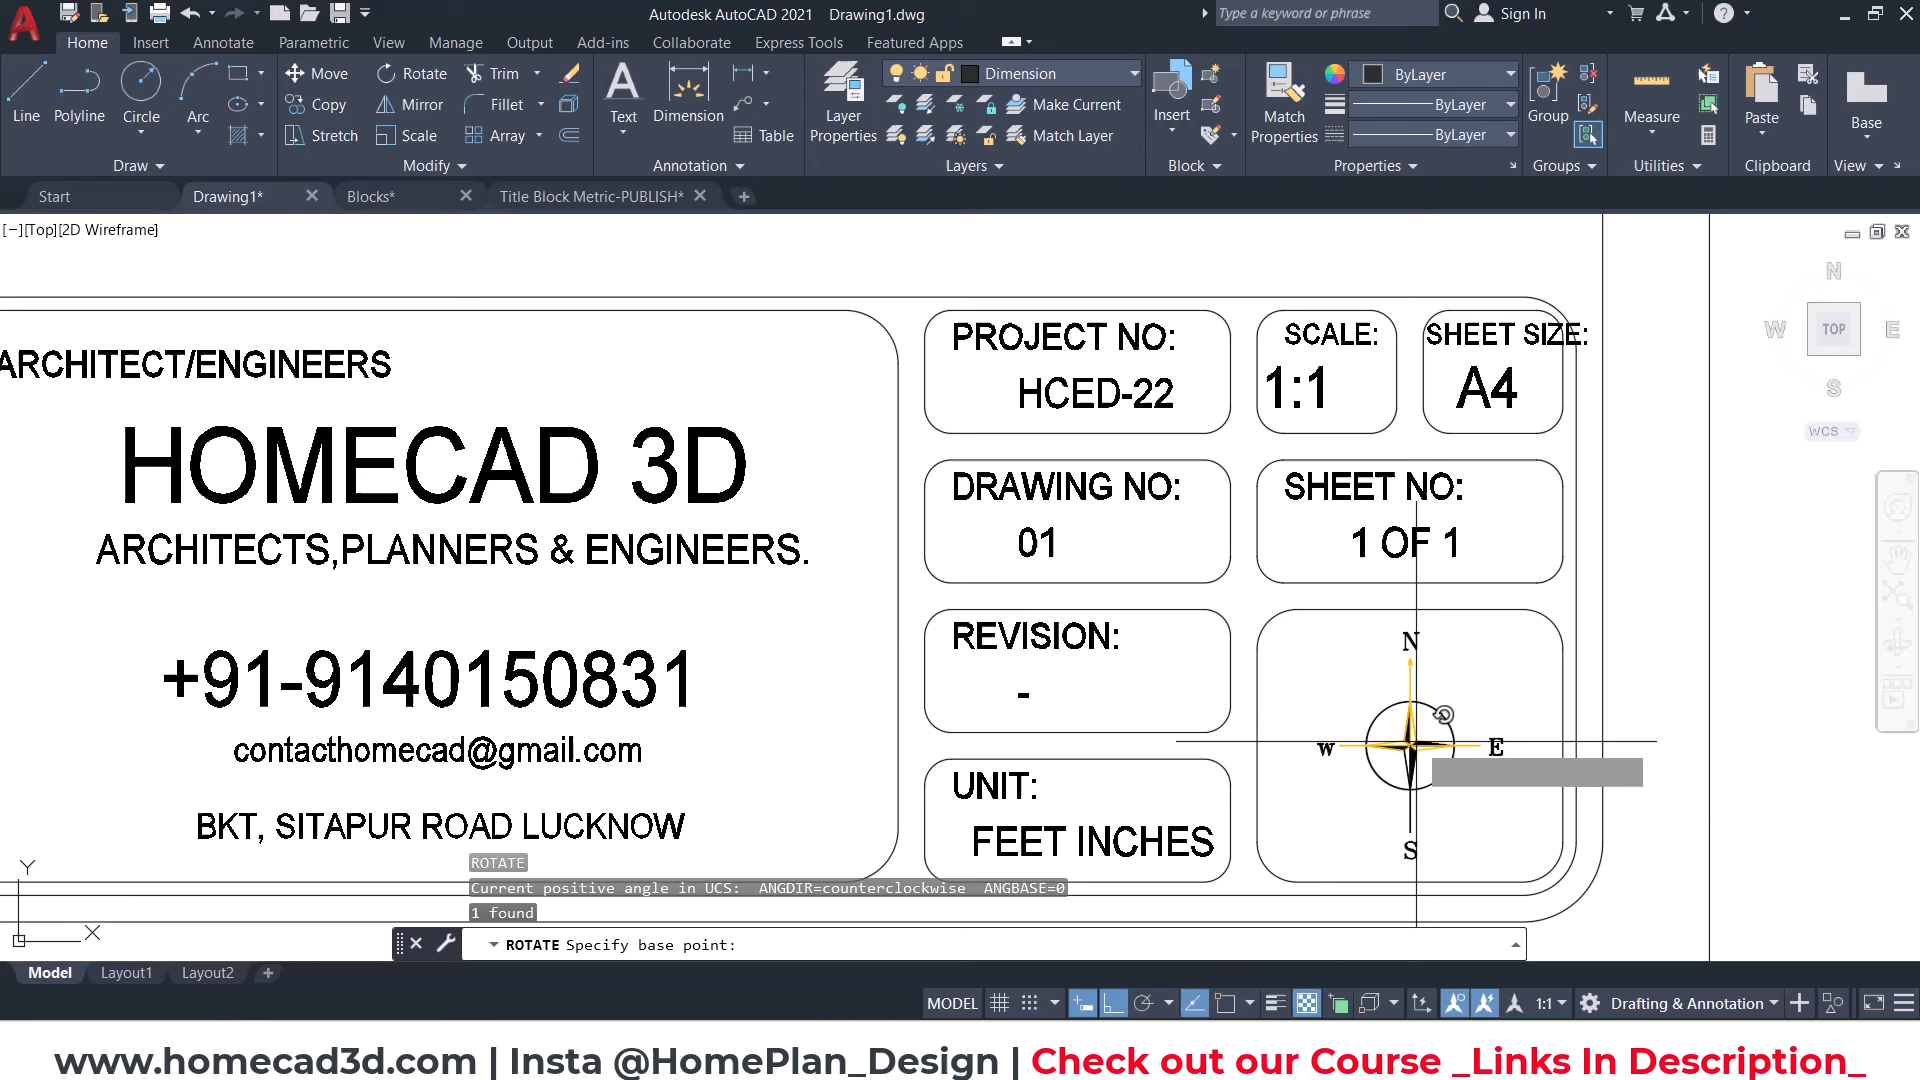 Autodesk AutoCAD 2021 Drawing1.dwg
Type a keyword or phrase
Sign In
Home Insert Annotate Parametric View Manage Output Add-ins Collaborate Express Tools Featured Apps
Line Polyline Circle Arc
Move Rotate Trim
Copy Mirror Fillet
Stretch Scale Array
Text Dimension Table
Layer Properties
Dimension
Make Current
Match Layer
Insert
Match Properties
ByLayer
ByLayer
ByLayer
Group Measure Paste Base
Draw Modify Annotation Layers Block Properties Groups Utilities Clipboard View
Start Drawing1* Blocks* Title Block Metric-PUBLISH*
[−][Top][2D Wireframe]
N
W TOP E
S
WCS
ARCHITECT/ENGINEERS
HOMECAD 3D
ARCHITECTS,PLANNERS & ENGINEERS.
+91-9140150831
contacthomecad@gmail.com
BKT, SITAPUR ROAD LUCKNOW
PROJECT NO:
HCED-22
SCALE:
1:1
SHEET SIZE:
A4
DRAWING NO:
01
SHEET NO:
1 OF 1
REVISION:
-
UNIT:
FEET INCHES
N
W E
S
Y
X
ROTATE
Current positive angle in UCS: ANGDIR=counterclockwise ANGBASE=0
1 found
ROTATE Specify base point:
Model Layout1 Layout2
MODEL 1:1 Drafting & Annotation
www.homecad3d.com | Insta @HomePlan_Design | Check out our Course _Links In Description_